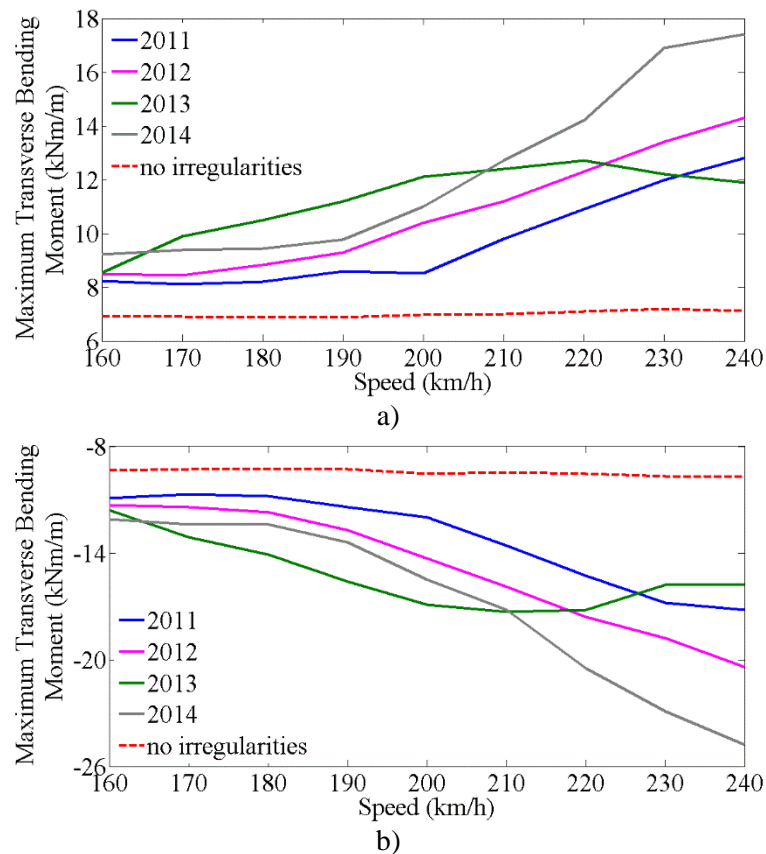 Maximum Transverse Bending
Moment (kNm/m)
18
16
14
12
10
8
6
2011
2012
2013
2014
no irregularities
160 170 180 190 200 210 220 230 240
Speed (km/h)
a)
Maximum Transverse Bending
Moment (kNm/m)
-8
-14
-20
-26
2011
2012
2013
2014
no irregularities
160 170 180 190 200 210 220 230 240
Speed (km/h)
b)